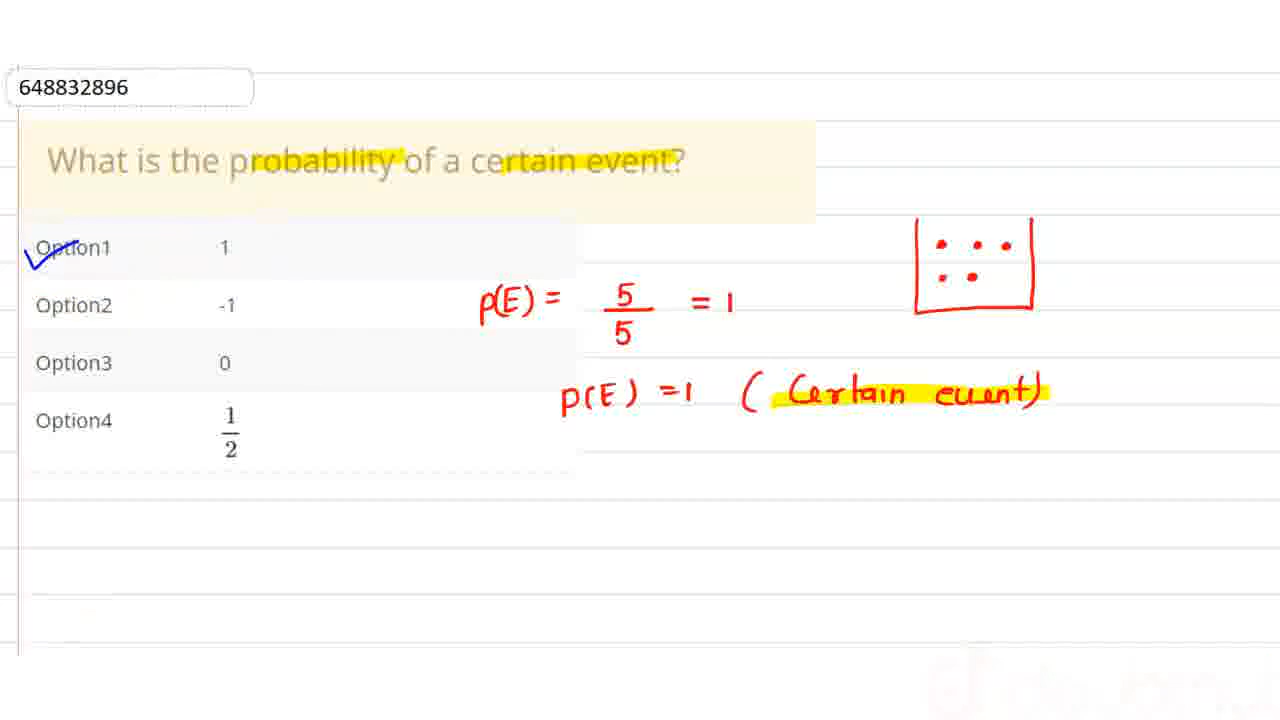 648832896
What is the probability of a certain event?
Option1 1
Option2 -1
Option3 0
Option4 1/2
P(E) = 5/5 = 1
P(E) = 1 ( Certain event)